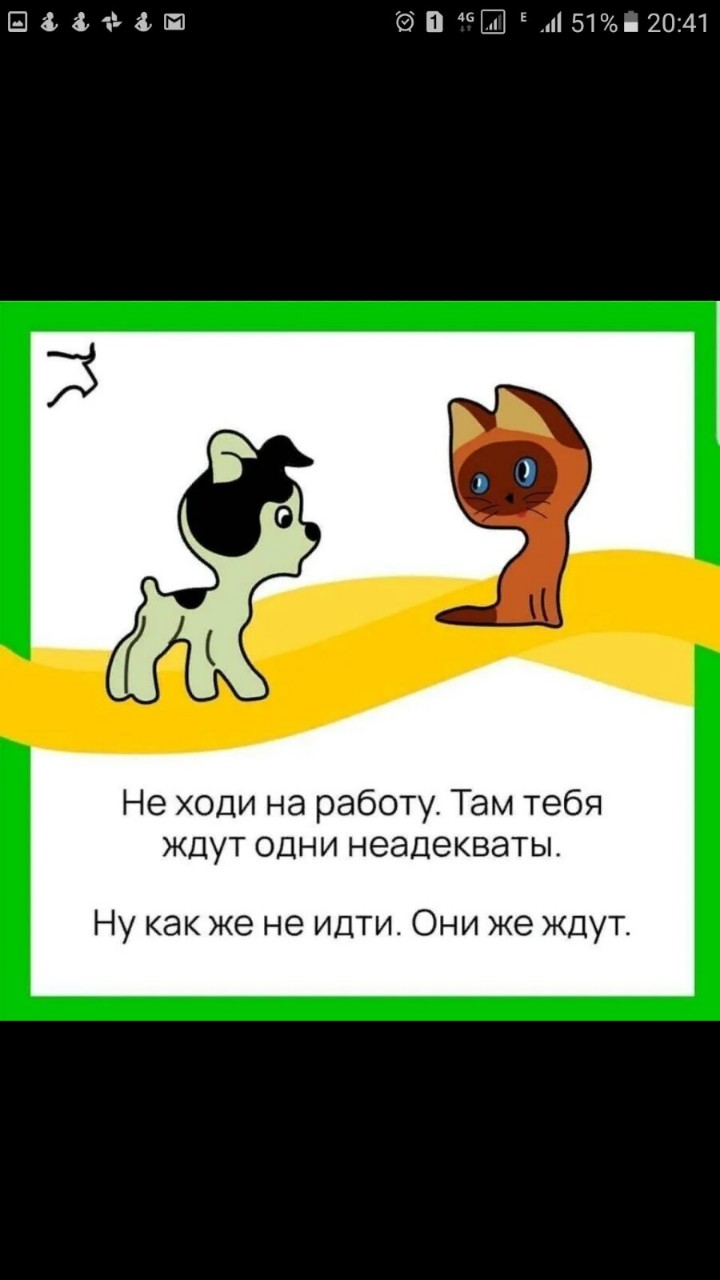 1 4G E 51% 20:41
Не ходи на работу. Там тебя
ждут одни неадекваты.
Ну как же не идти. Они же ждут.